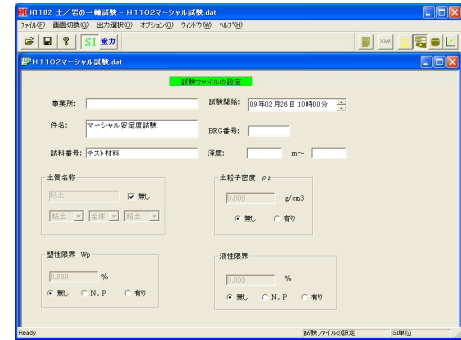 H1102 土/岩の一軸試験 - H1102マーシャル試験.dat
ファイル(F) 画面切換(G) 出力選択(O) オプション(O) ウィンドウ(W) ヘルプ(H)
SI 重力
XML
H1102マーシャル試験.dat
試験ファイルの設定
事業所:
試験開始: 09年02月26日 10時00分
件名: マーシャル安定度試験
BRG番号:
試料番号: テスト材料
深度: m～
土質名称
粘土 無し
粘土 全体 粘土
土粒子密度 ρs
0.000 g/cm3
無し 有り
塑性限界 Wp
0.000 %
無し N.P 有り
液性限界
0.000 %
無し N.P 有り
Ready 試験ファイルの設定 SI単位